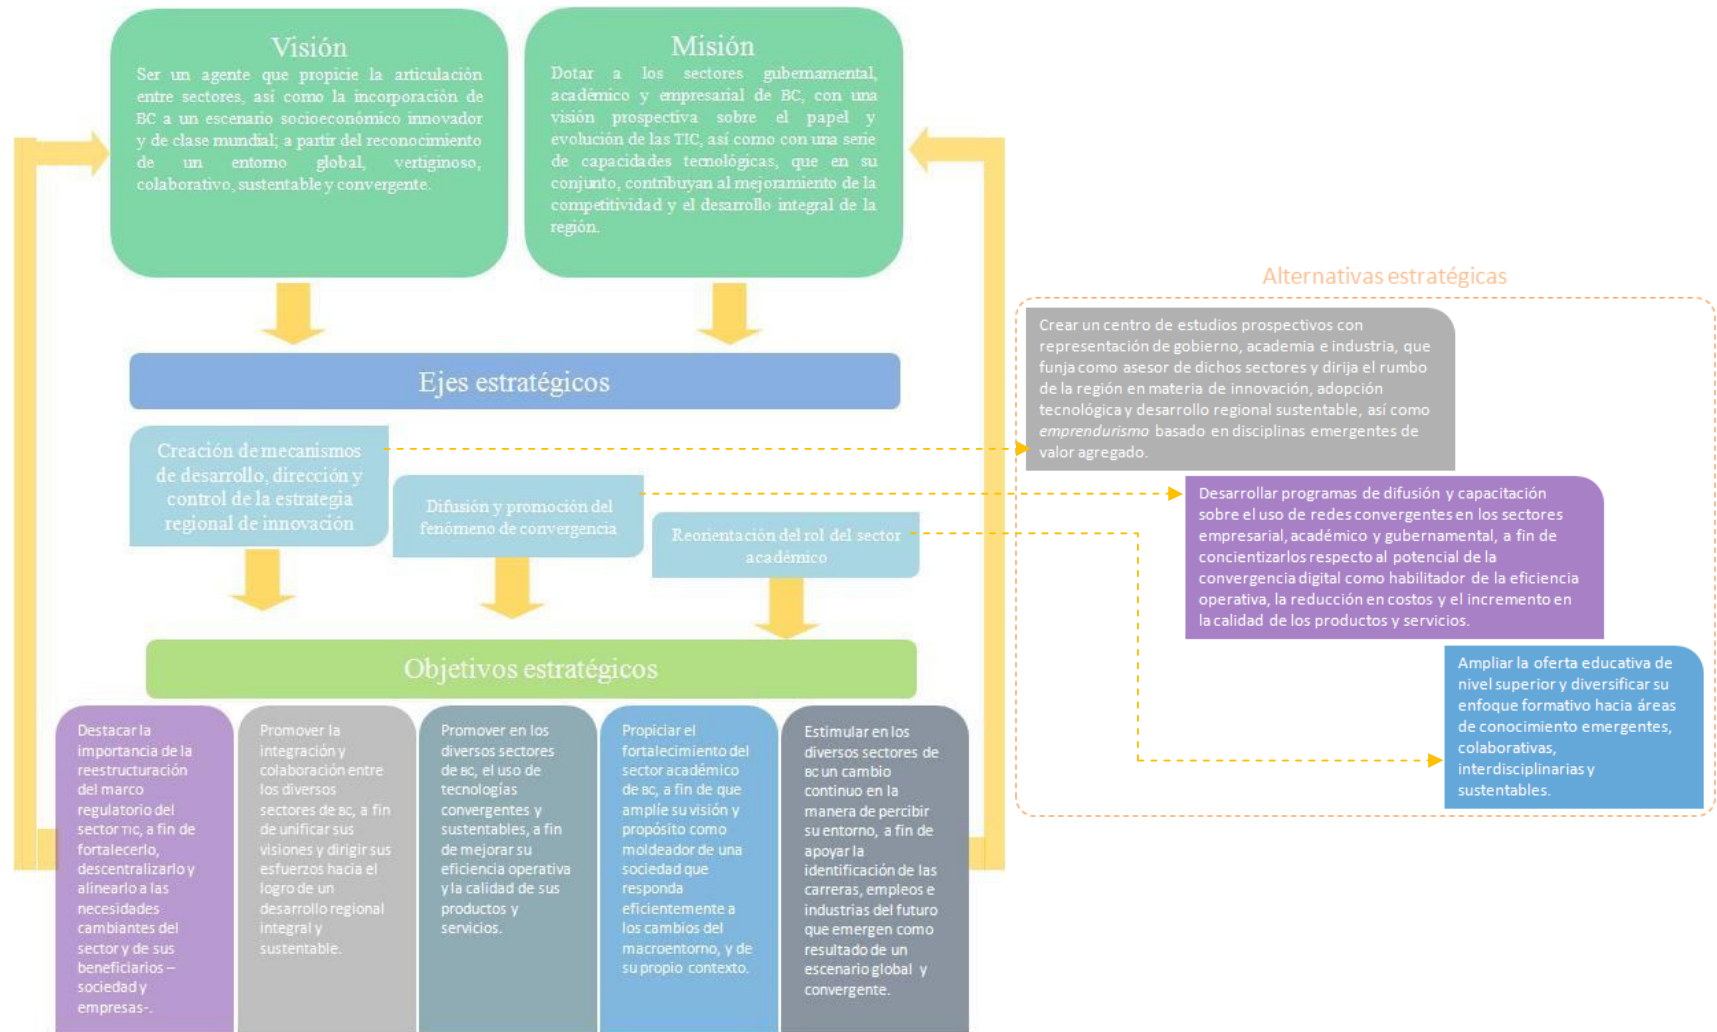 Visión
Ser un agente que propicie la articulación
entre sectores, así como la incorporación de
BC a un escenario socioeconómico innovador
y de clase mundial; a partir del reconocimiento
de un entorno global, vertiginoso,
colaborativo, sustentable y convergente.
Misión
Dotar a los sectores gubernamental,
académico y empresarial de BC, con una
visión prospectiva sobre el papel y
evolución de las TIC, así como con una serie
de capacidades tecnológicas, que en su
conjunto, contribuyan al mejoramiento de la
competitividad y el desarrollo integral de la
región.
Ejes estratégicos
Creación de mecanismos
de desarrollo, dirección y
control de la estrategia
regional de innovación
Difusión y promoción del
fenómeno de convergencia
Reorientación del rol del sector
académico
Objetivos estratégicos
Destacar la
importancia de la
reestructuración
del marco
regulatorio del
sector TIC, a fin de
fortalecerlo,
descentralizarlo y
alinearlo a las
necesidades
cambiantes del
sector y de sus
beneficiarios –
sociedad y
empresas-.
Promover la
integración y
colaboración entre
los diversos
sectores de BC, a fin
de unificar sus
visiones y dirigir sus
esfuerzos hacia el
logro de un
desarrollo regional
integral y
sustentable.
Promover en los
diversos sectores
de BC, el uso de
tecnologías
convergentes y
sustentables, a fin
de mejorar su
eficiencia operativa
y la calidad de sus
productos y
servicios.
Propiciar el
fortalecimiento del
sector académico
de BC, a fin de que
amplíe su visión y
propósito como
moldeador de una
sociedad que
responda
eficientemente a
los cambios del
macroentorno, y de
su propio contexto.
Estimular en los
diversos sectores de
BC un cambio
continuo en la
manera de percibir
su entorno, a fin de
apoyar la
identificación de las
carreras, empleos e
industrias del futuro
que emergen como
resultado de un
escenario global y
convergente.
Alternativas estratégicas
Crear un centro de estudios prospectivos con
representación de gobierno, academia e industria, que
funja como asesor de dichos sectores y dirija el rumbo
de la región en materia de innovación, adopción
tecnológica y desarrollo regional sustentable, así como
emprendurismo basado en disciplinas emergentes de
valor agregado.
Desarrollar programas de difusión y capacitación
sobre el uso de redes convergentes en los sectores
empresarial, académico y gubernamental, a fin de
concientizarlos respecto al potencial de la
convergencia digital como habilitador de la eficiencia
operativa, la reducción en costos y el incremento en
la calidad de los productos y servicios.
Ampliar la oferta educativa de
nivel superior y diversificar su
enfoque formativo hacia áreas
de conocimiento emergentes,
colaborativas,
interdisciplinarias y
sustentables.